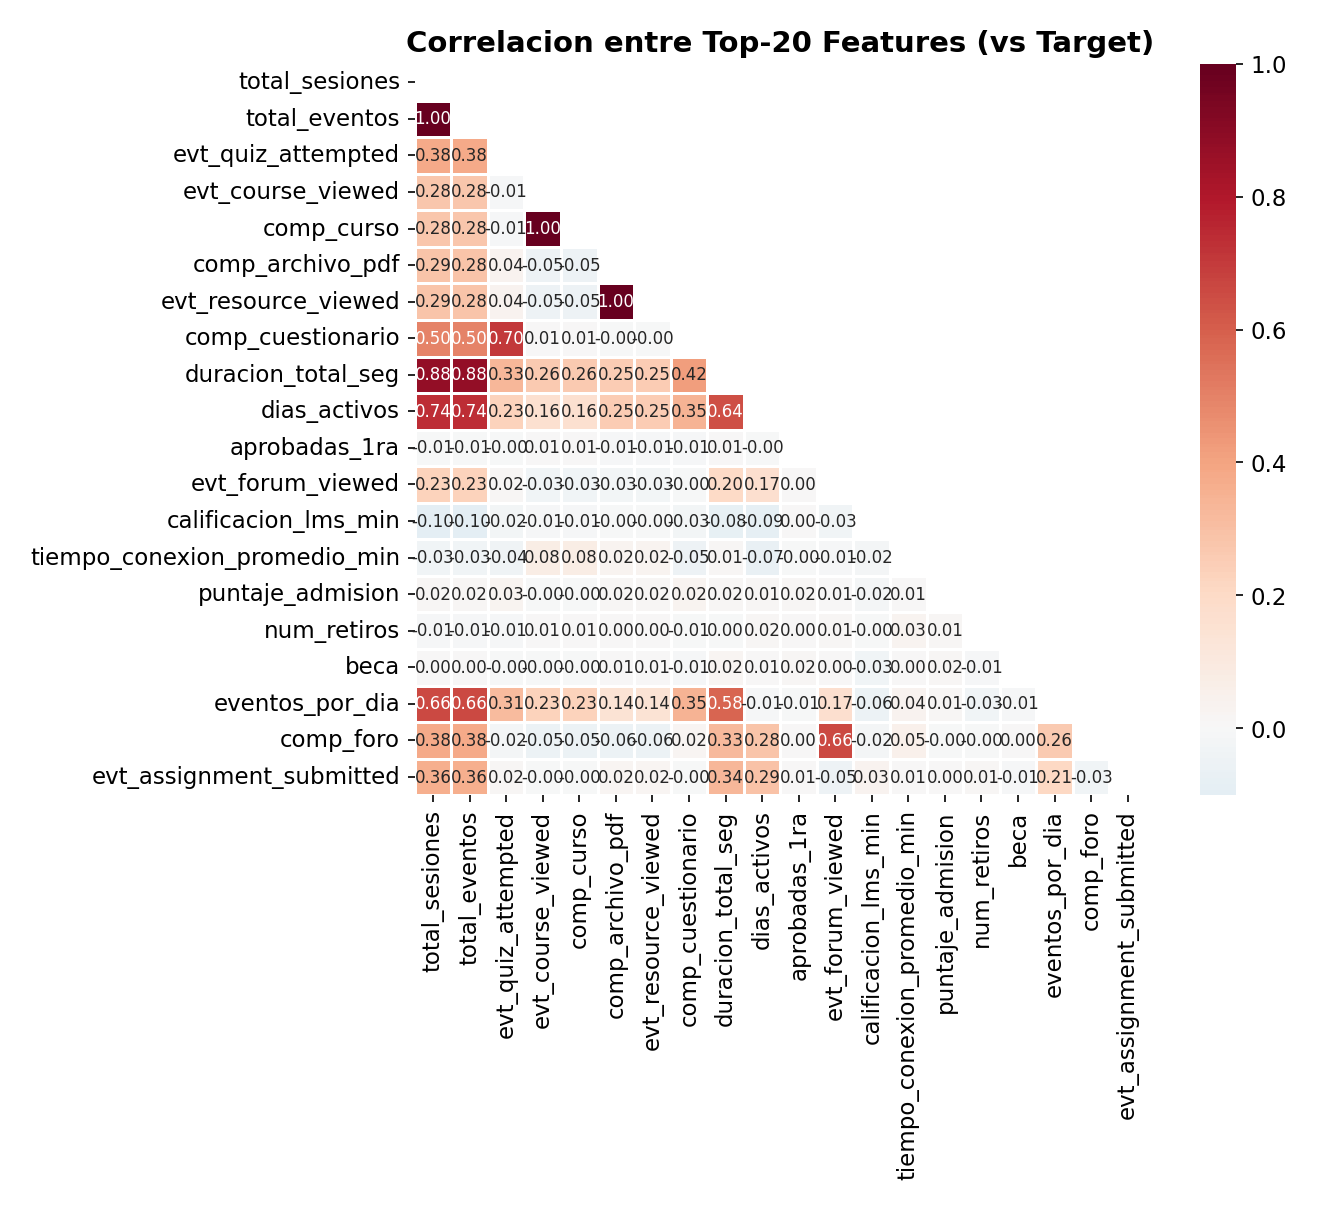 Correlacion entre Top-20 Features (vs Target)
total_sesiones
total_eventos 1.00
evt_quiz_attempted 0.38 0.38
evt_course_viewed 0.28 0.28 -0.01
comp_curso 0.28 0.28 -0.01 1.00
comp_archivo_pdf 0.29 0.28 0.04 -0.05 -0.05
evt_resource_viewed 0.29 0.28 0.04 -0.05 -0.05 1.00
comp_cuestionario 0.50 0.50 0.70 0.01 0.01 -0.00 -0.00
duracion_total_seg 0.88 0.88 0.33 0.26 0.26 0.25 0.25 0.42
dias_activos 0.74 0.74 0.23 0.16 0.16 0.25 0.25 0.35 0.64
aprobadas_1ra -0.01 -0.01 -0.00 0.01 0.01 -0.01 -0.01 -0.01 0.01 -0.00
evt_forum_viewed 0.23 0.23 0.02 -0.03 -0.03 -0.03 -0.03 -0.00 0.20 0.17 0.00
calificacion_lms_min -0.10 -0.10 -0.02 -0.01 -0.01 -0.00 -0.00 -0.03 -0.08 -0.09 0.00 -0.03
tiempo_conexion_promedio_min -0.03 -0.03 -0.04 0.08 0.08 0.02 0.02 -0.05 0.01 -0.07 -0.00 -0.01 -0.02
puntaje_admision 0.02 0.02 0.03 -0.00 -0.00 0.02 0.02 0.02 0.02 0.01 0.02 0.01 -0.02 0.01
num_retiros -0.01 -0.01 -0.01 0.01 0.01 0.00 0.00 -0.01 0.00 0.02 0.00 0.01 -0.00 0.03 0.01
beca 0.00 0.00 -0.00 -0.00 -0.00 0.01 0.01 -0.01 0.02 0.01 0.02 0.00 -0.03 0.00 0.02 -0.01
eventos_por_dia 0.66 0.66 0.31 0.23 0.23 0.14 0.14 0.35 0.58 -0.01 -0.01 0.17 -0.06 0.04 0.01 -0.03 -0.01
comp_foro 0.38 0.38 -0.02 -0.05 -0.05 -0.06 -0.06 0.02 0.33 0.28 0.00 0.66 -0.02 0.05 -0.00 -0.00 0.00 0.26
evt_assignment_submitted 0.36 0.36 0.02 -0.00 -0.00 0.02 0.02 -0.00 0.34 0.29 0.01 -0.05 0.03 0.01 0.00 0.01 -0.01 0.21 -0.03
total_sesiones
total_eventos
evt_quiz_attempted
evt_course_viewed
comp_curso
comp_archivo_pdf
evt_resource_viewed
comp_cuestionario
duracion_total_seg
dias_activos
aprobadas_1ra
evt_forum_viewed
calificacion_lms_min
tiempo_conexion_promedio_min
puntaje_admision
num_retiros
beca
eventos_por_dia
comp_foro
evt_assignment_submitted
1.0
0.8
0.6
0.4
0.2
0.0